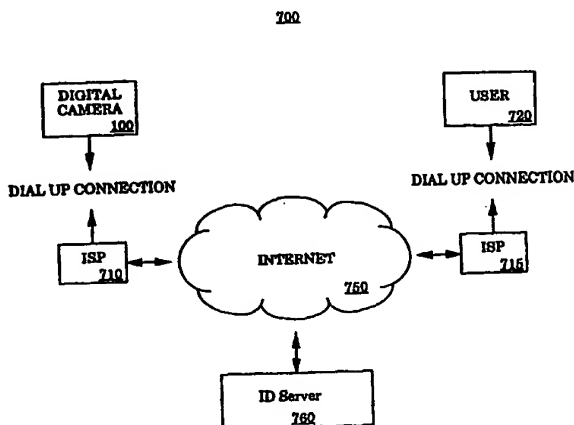 700
DIGITAL
CAMERA
100
USER
720
DIAL UP CONNECTION
DIAL UP CONNECTION
ISP
710
INTERNET
750
ISP
715
ID Server
760